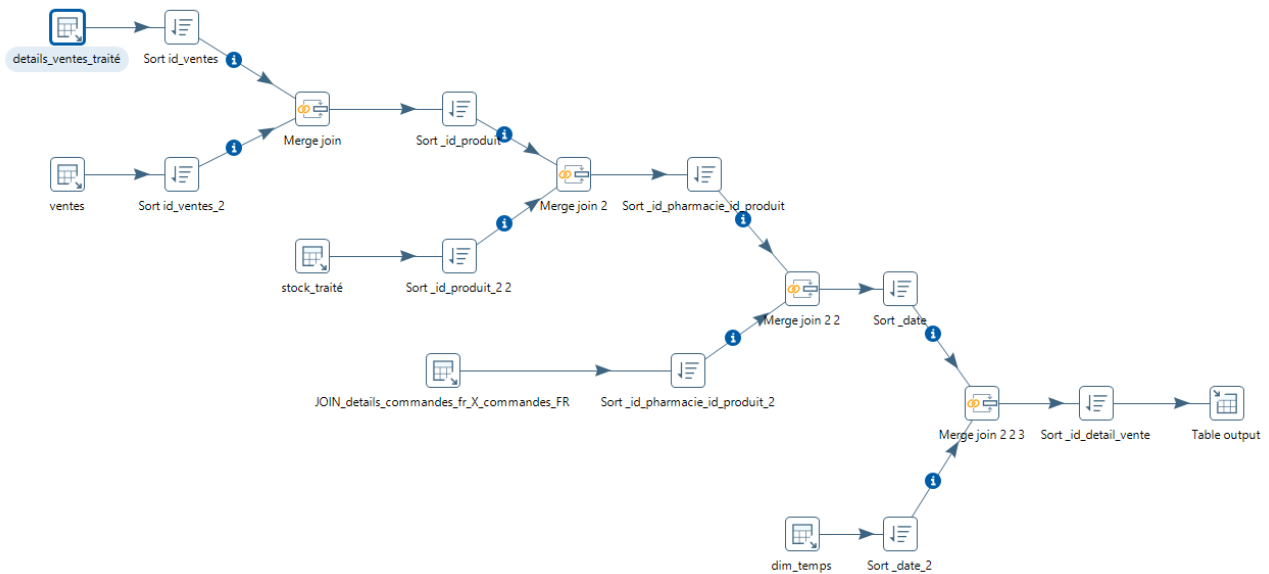 details_ventes_traité
Sort id_ventes
Merge join
Sort _id_produit
ventes
Sort id_ventes_2
Merge join 2
Sort _id_pharmacie_id_produit
stock_traité
Sort _id_produit_2 2
Merge join 2 2
Sort _date
JOIN_details_commandes_fr_X_commandes_FR
Sort _id_pharmacie_id_produit_2
Merge join 2 2 3
Sort _id_detail_vente
Table output
dim_temps
Sort _date_2